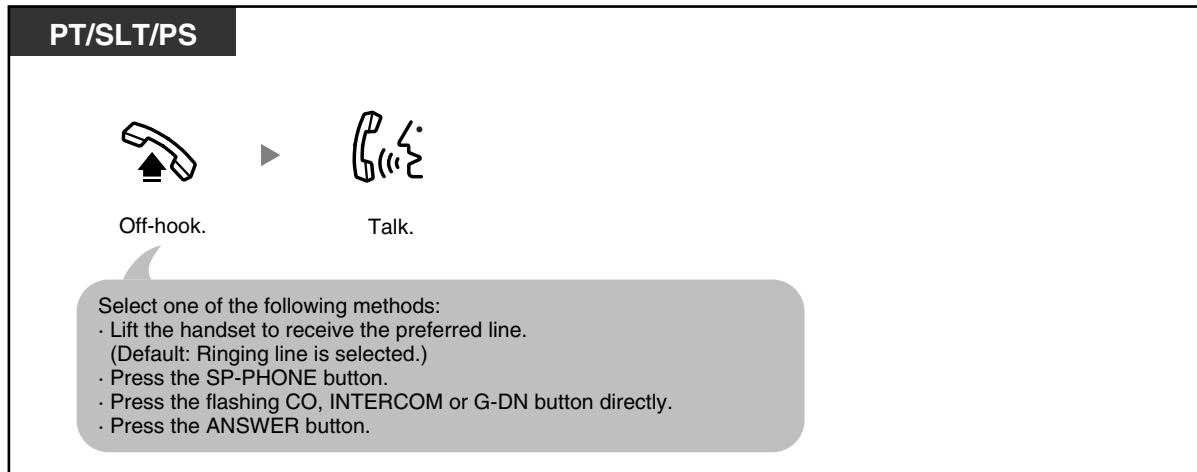 PT/SLT/PS
Off-hook.
Talk.
Select one of the following methods:
· Lift the handset to receive the preferred line.
(Default: Ringing line is selected.)
· Press the SP-PHONE button.
· Press the flashing CO, INTERCOM or G-DN button directly.
· Press the ANSWER button.